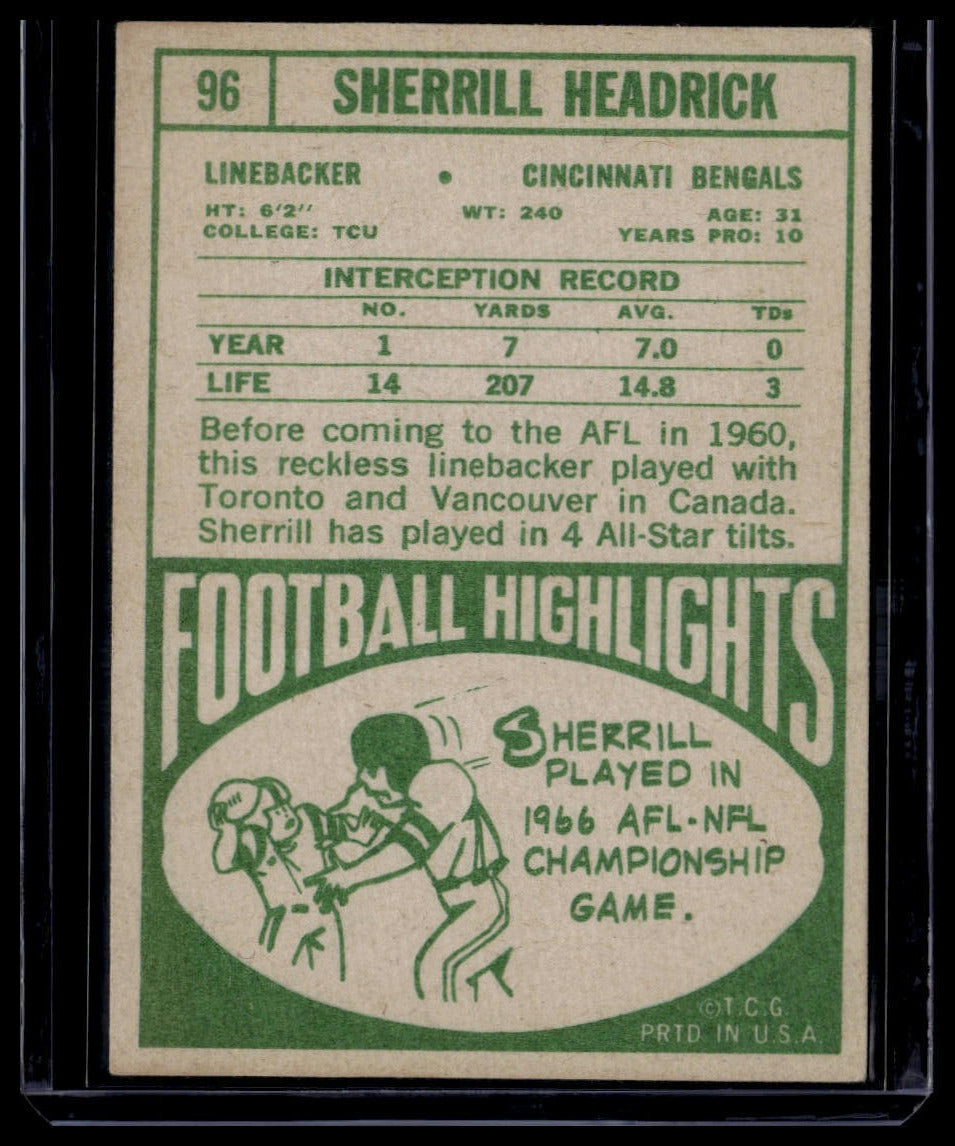 96 SHERRILL HEADRICK
LINEBACKER • CINCINNATI BENGALS
HT: 6'2" WT: 240 AGE: 31
COLLEGE: TCU YEARS PRO: 10
INTERCEPTION RECORD
NO. YARDS AVG. TDs
YEAR 1 7 7.0 0
LIFE 14 207 14.8 3
Before coming to the AFL in 1960,
this reckless linebacker played with
Toronto and Vancouver in Canada.
Sherrill has played in 4 All-Star tilts.
FOOTBALL HIGHLIGHTS
SHERRILL
PLAYED IN
1966 AFL-NFL
CHAMPIONSHIP
GAME.
©T.C.G.
PRTD IN U.S.A.